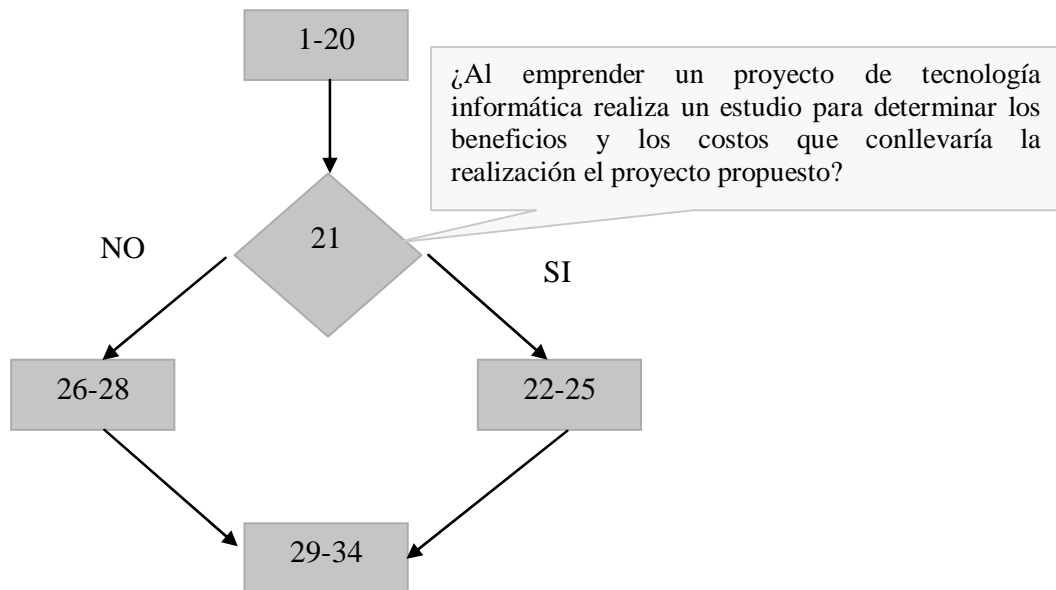 1-20
¿Al emprender un proyecto de tecnología
informática realiza un estudio para determinar los
beneficios y los costos que conllevaría la
realización el proyecto propuesto?
21
NO
SI
26-28
22-25
29-34